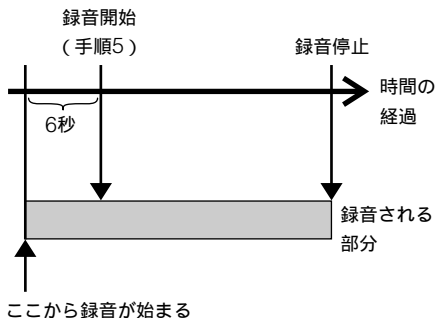 録音開始
（手順5）
録音停止
時間の
経過
6秒
録音される
部分
ここから録音が始まる